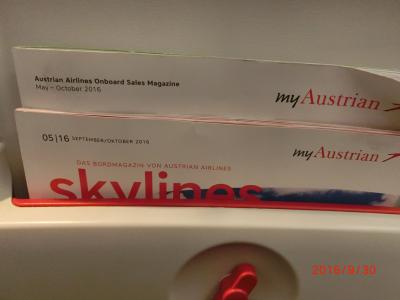 Austrian Airlines Onboard Sales Magazine
May – October 2016
myAustrian
05|16 SEPTEMBER/OKTOBER 2016
myAustrian
DAS BORDMAGAZIN VON AUSTRIAN AIRLINES
skylines
2016/9/30